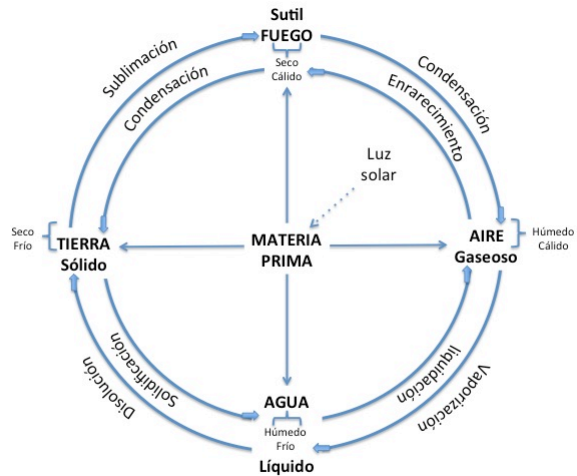 Sutil
FUEGO
Seco
Cálido
Sublimación
Condensación
Condensación
Enrarecimiento
Luz
solar
Seco
Frío
TIERRA
Sólido
MATERIA
PRIMA
AIRE
Gaseoso
Húmedo
Cálido
Disolución
Solidificación
liquidación
Vaporización
AGUA
Húmedo
Frío
Líquido